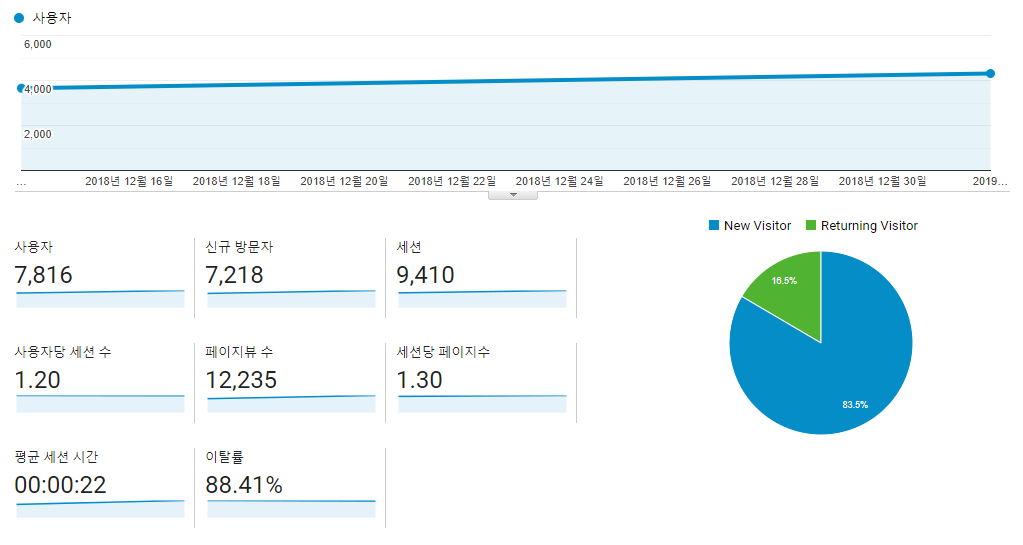 사용자
6,000
4,000
2,000
... 2018년 12월 16일 2018년 12월 18일 2018년 12월 20일 2018년 12월 22일 2018년 12월 24일 2018년 12월 26일 2018년 12월 28일 2018년 12월 30일 2019...
New Visitor Returning Visitor
사용자 신규 방문자 세션
7,816 7,218 9,410
16.5%
83.5%
사용자당 세션 수 페이지뷰 수 세션당 페이지수
1.20 12,235 1.30
평균 세션 시간 이탈률
00:00:22 88.41%